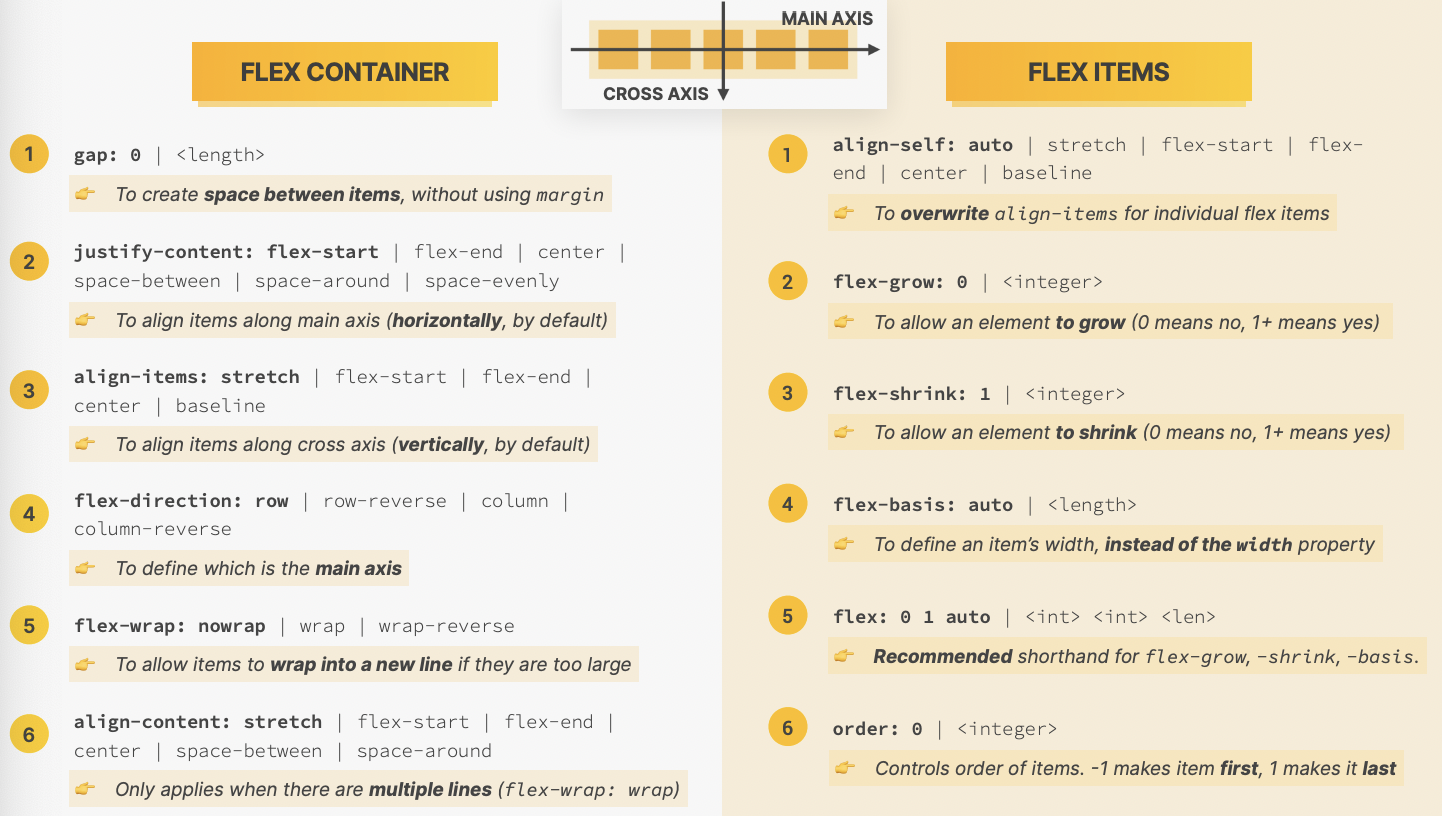 MAIN AXIS
CROSS AXIS
FLEX CONTAINER
1
gap: 0 | <length>
👉 To create space between items, without using margin
2
justify-content: flex-start | flex-end | center |
space-between | space-around | space-evenly
👉 To align items along main axis (horizontally, by default)
3
align-items: stretch | flex-start | flex-end |
center | baseline
👉 To align items along cross axis (vertically, by default)
4
flex-direction: row | row-reverse | column |
column-reverse
👉 To define which is the main axis
5
flex-wrap: nowrap | wrap | wrap-reverse
👉 To allow items to wrap into a new line if they are too large
6
align-content: stretch | flex-start | flex-end |
center | space-between | space-around
👉 Only applies when there are multiple lines (flex-wrap: wrap)
FLEX ITEMS
1
align-self: auto | stretch | flex-start | flex-
end | center | baseline
👉 To overwrite align-items for individual flex items
2
flex-grow: 0 | <integer>
👉 To allow an element to grow (0 means no, 1+ means yes)
3
flex-shrink: 1 | <integer>
👉 To allow an element to shrink (0 means no, 1+ means yes)
4
flex-basis: auto | <length>
👉 To define an item’s width, instead of the width property
5
flex: 0 1 auto | <int> <int> <len>
👉 Recommended shorthand for flex-grow, -shrink, -basis.
6
order: 0 | <integer>
👉 Controls order of items. -1 makes item first, 1 makes it last